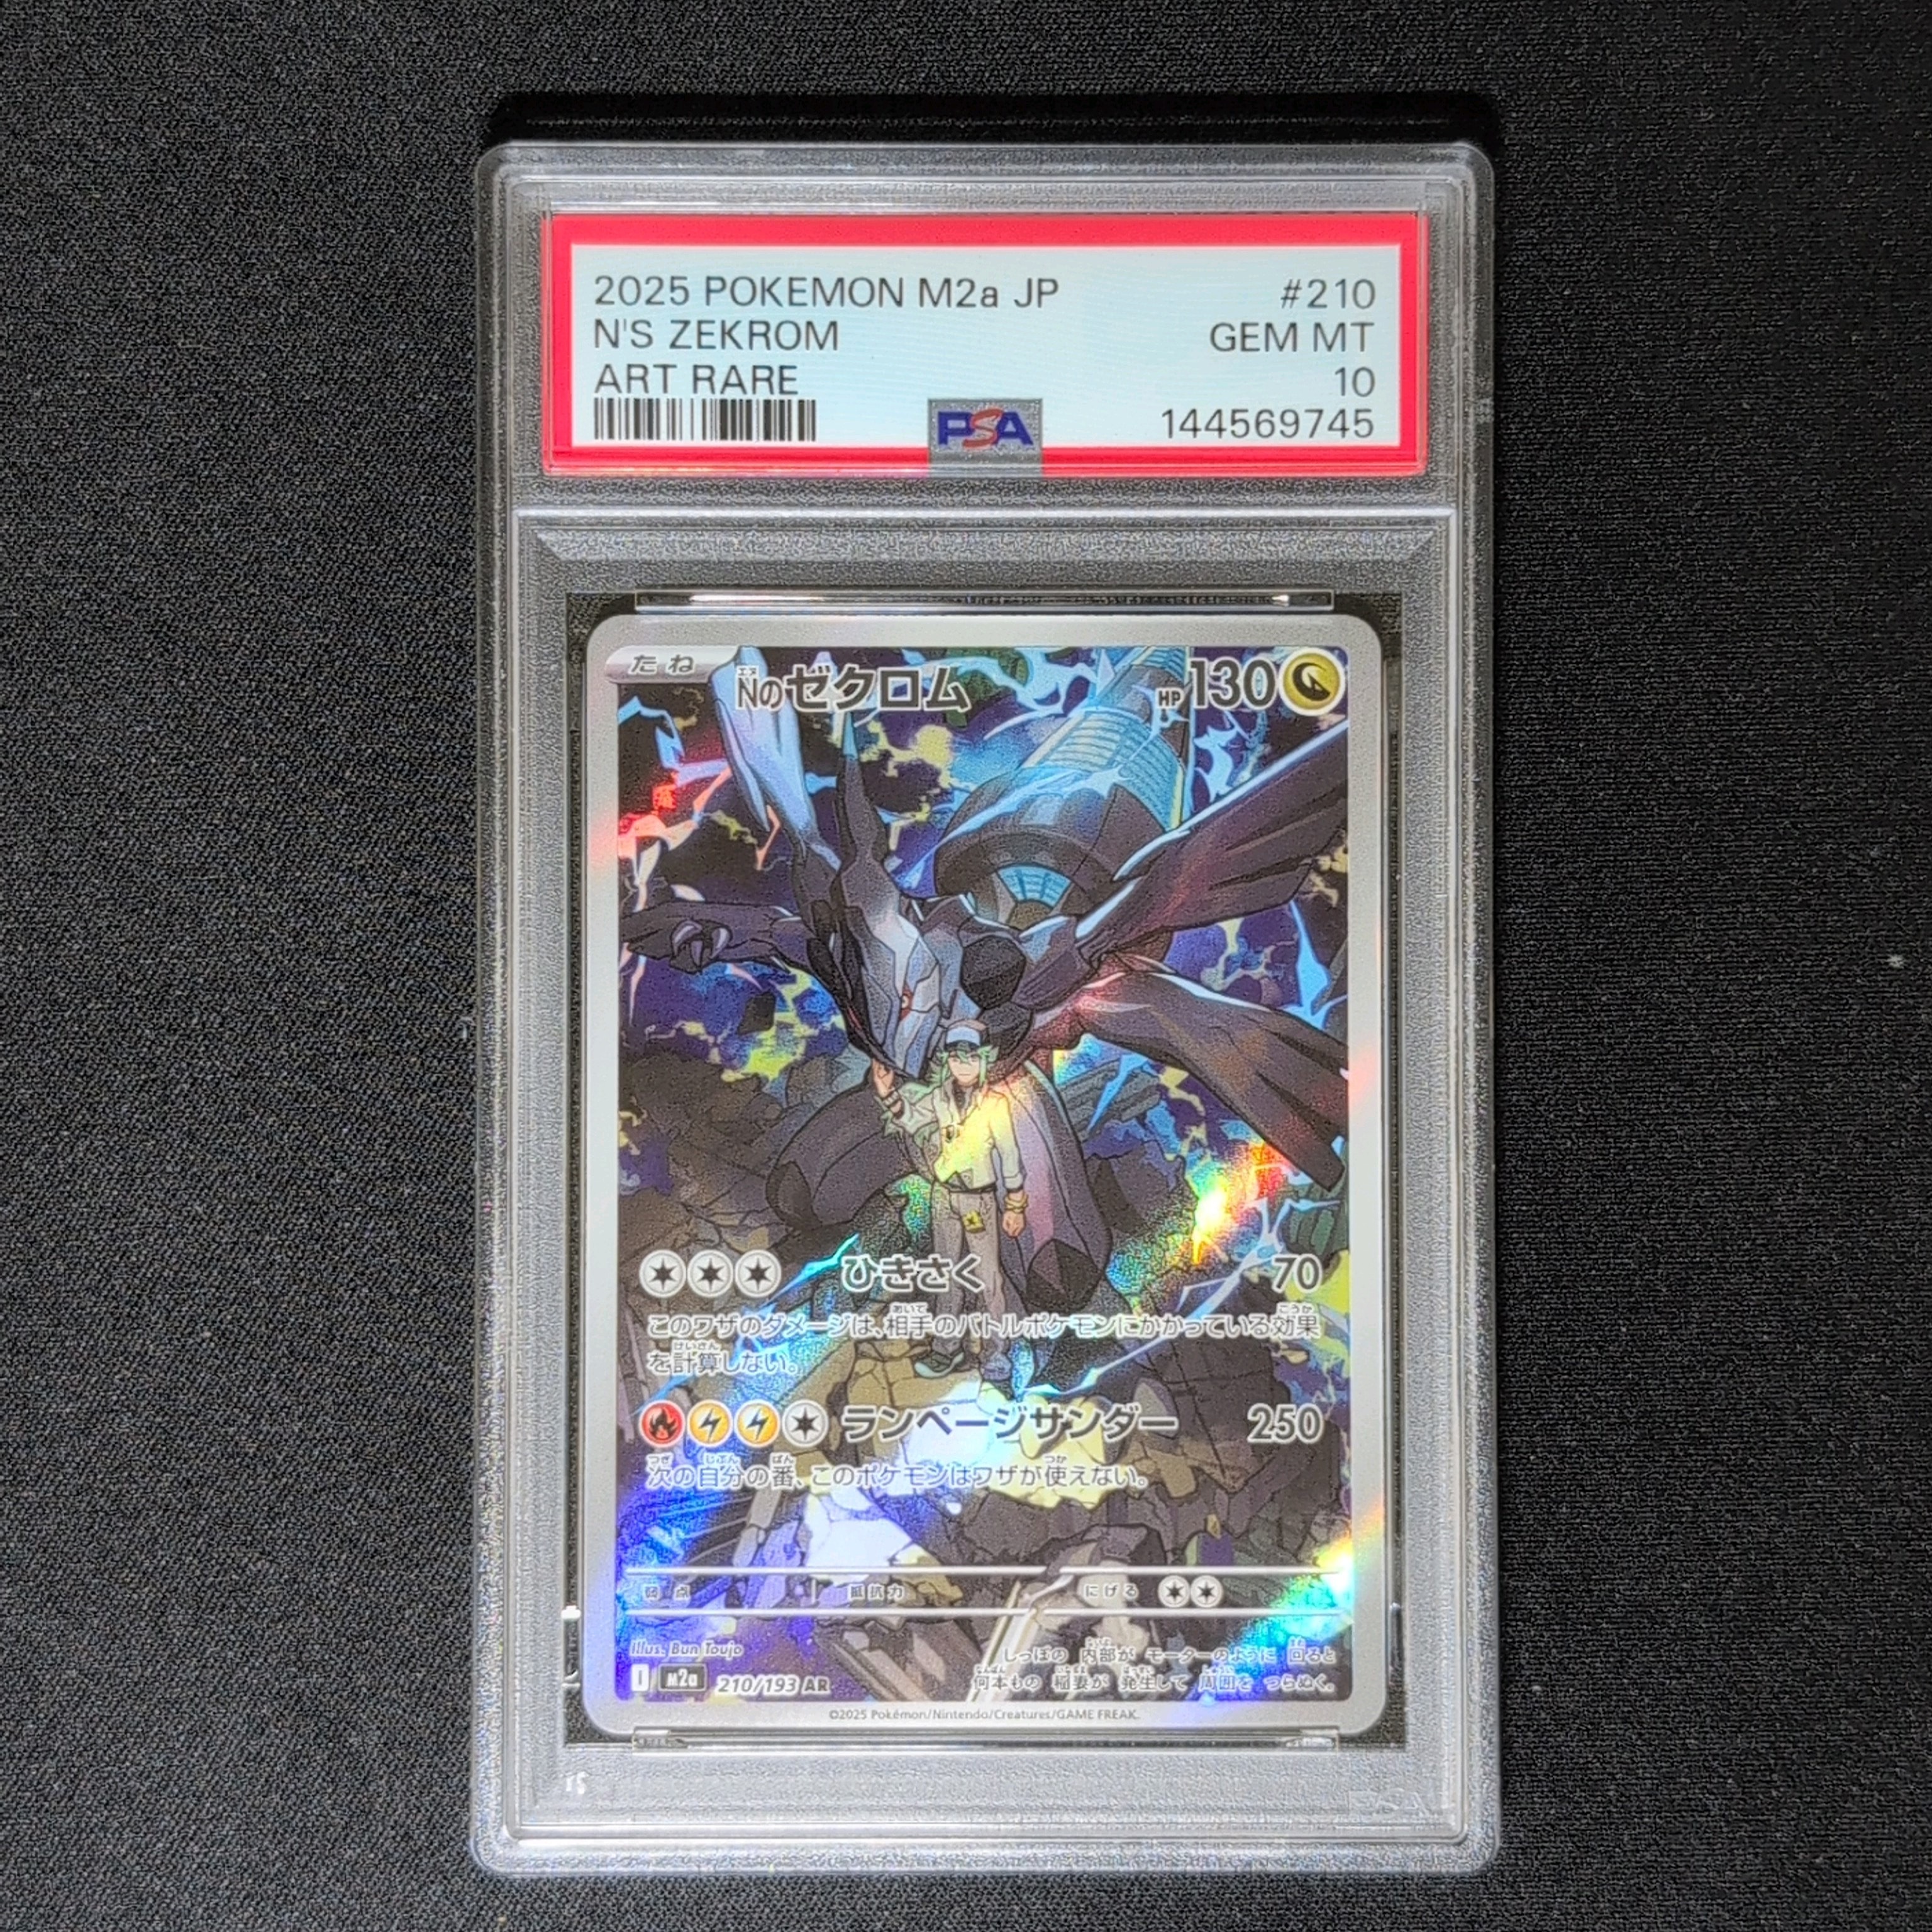 2025 POKEMON M2a JP #210
N'S ZEKROM GEM MT
ART RARE 10
PSA 144569745
たね Nのゼクロム HP130
エヌ
ひきさく 70
このワザのダメージは、相手のバトルポケモンにかかっている効果
を計算しない。
ランページサンダー 250
次の自分の番、このポケモンはワザが使えない。
弱点 抵抗力 にげる
Illus. Bun Toujo
I M2a 210/193 AR
しっぽの 内部が モーターのように 回ると
何本もの 稲妻が 発生して 周囲を つらぬく。
©2025 Pokémon/Nintendo/Creatures/GAME FREAK.